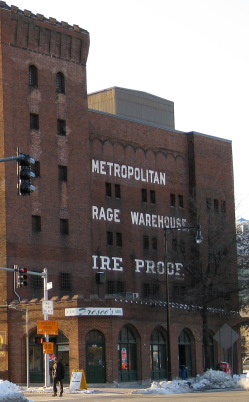 METROPOLITAN
RAGE WAREHOUSE
IRE PROOF
Fresco